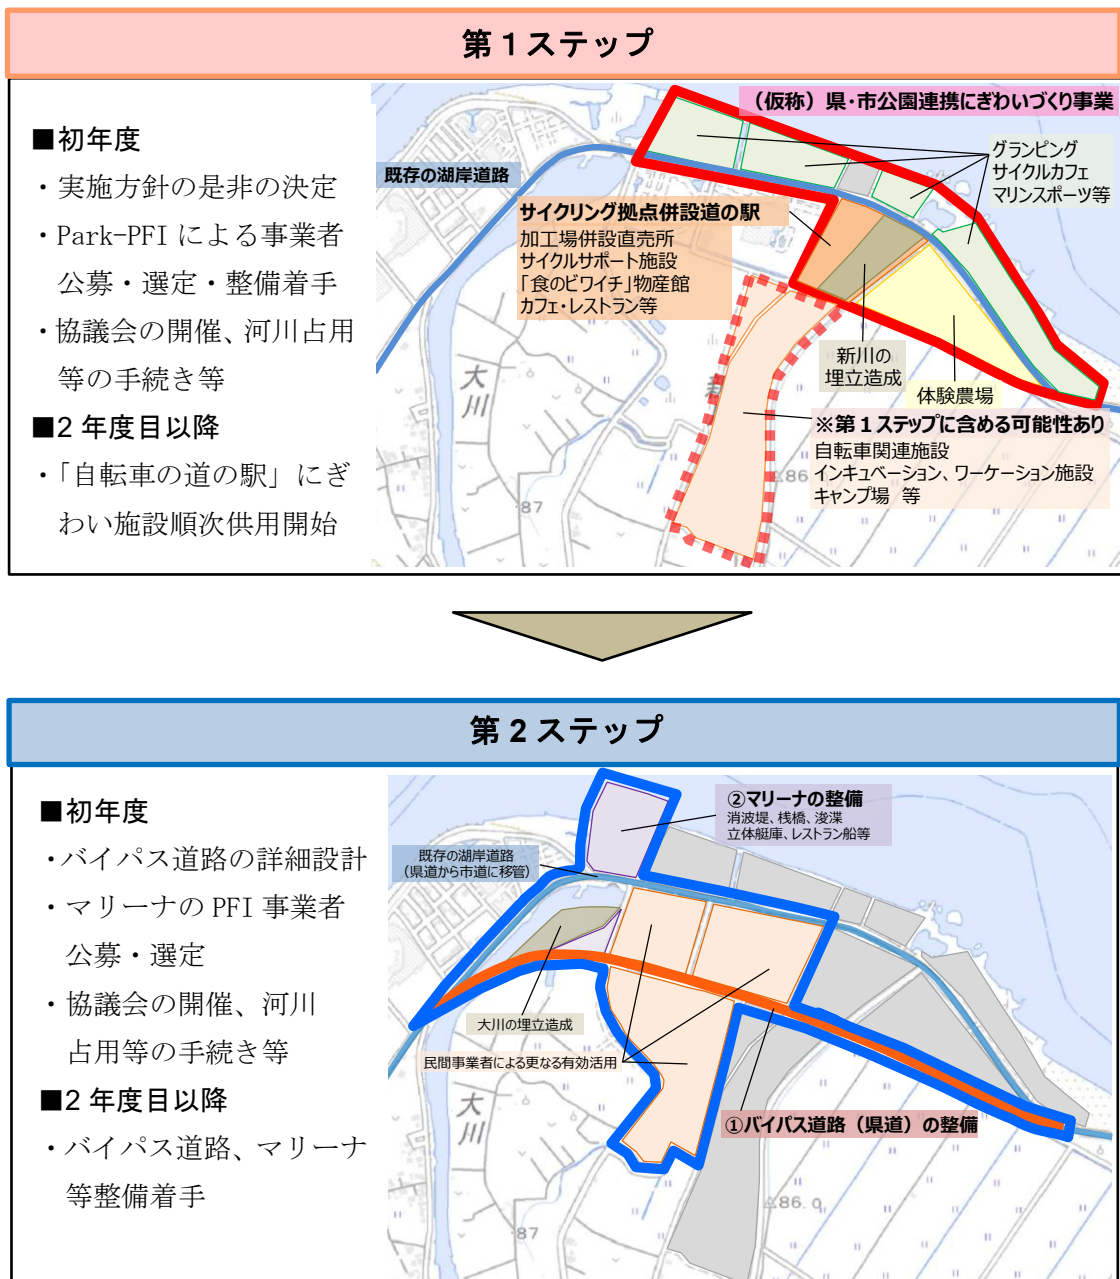 第1ステップ
■初年度
・実施方針の是非の決定
・Park-PFIによる事業者
公募・選定・整備着手
・協議会の開催、河川占用
等の手続き等
■2年度目以降
・「自転車の道の駅」にぎ
わい施設順次供用開始
（仮称）県・市公園連携にぎわいづくり事業
グランピング
サイクルカフェ
マリンスポーツ等
既存の湖岸道路
サイクリング拠点併設道の駅
加工場併設直売所
サイクルサポート施設
「食のビワイチ」物産館
カフェ・レストラン等
新川の
埋立造成
体験農場
※第１ステップに含める可能性あり
自転車関連施設
インキュベーション、ワーケーション施設
キャンプ場　等
大川
新
86
87
第2ステップ
■初年度
・バイパス道路の詳細設計
・マリーナのPFI事業者
公募・選定
・協議会の開催、河川
占用等の手続き等
■2年度目以降
・バイパス道路、マリーナ
等整備着手
②マリーナの整備
消波堤、桟橋、浚渫
立体艇庫、レストラン船等
既存の湖岸道路
（県道から市道に移管）
大川の埋立造成
民間事業者による更なる有効活用
①バイパス道路（県道）の整備
大川
86.0
87